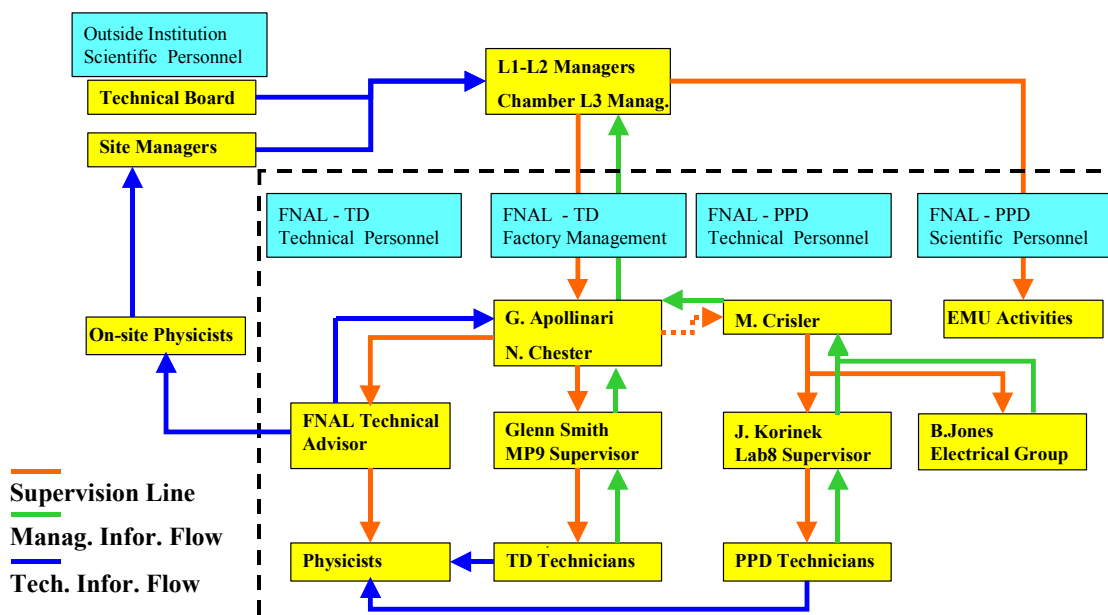 Outside Institution
Scientific Personnel
Technical Board
Site Managers
L1-L2 Managers
Chamber L3 Manag.
FNAL - TD
Technical Personnel
FNAL - TD
Factory Management
FNAL - PPD
Technical Personnel
FNAL - PPD
Scientific Personnel
On-site Physicists
G. Apollinari
N. Chester
M. Crisler
EMU Activities
FNAL Technical
Advisor
Glenn Smith
MP9 Supervisor
J. Korinek
Lab8 Supervisor
B.Jones
Electrical Group
Supervision Line
Manag. Infor. Flow
Tech. Infor. Flow
Physicists
TD Technicians
PPD Technicians